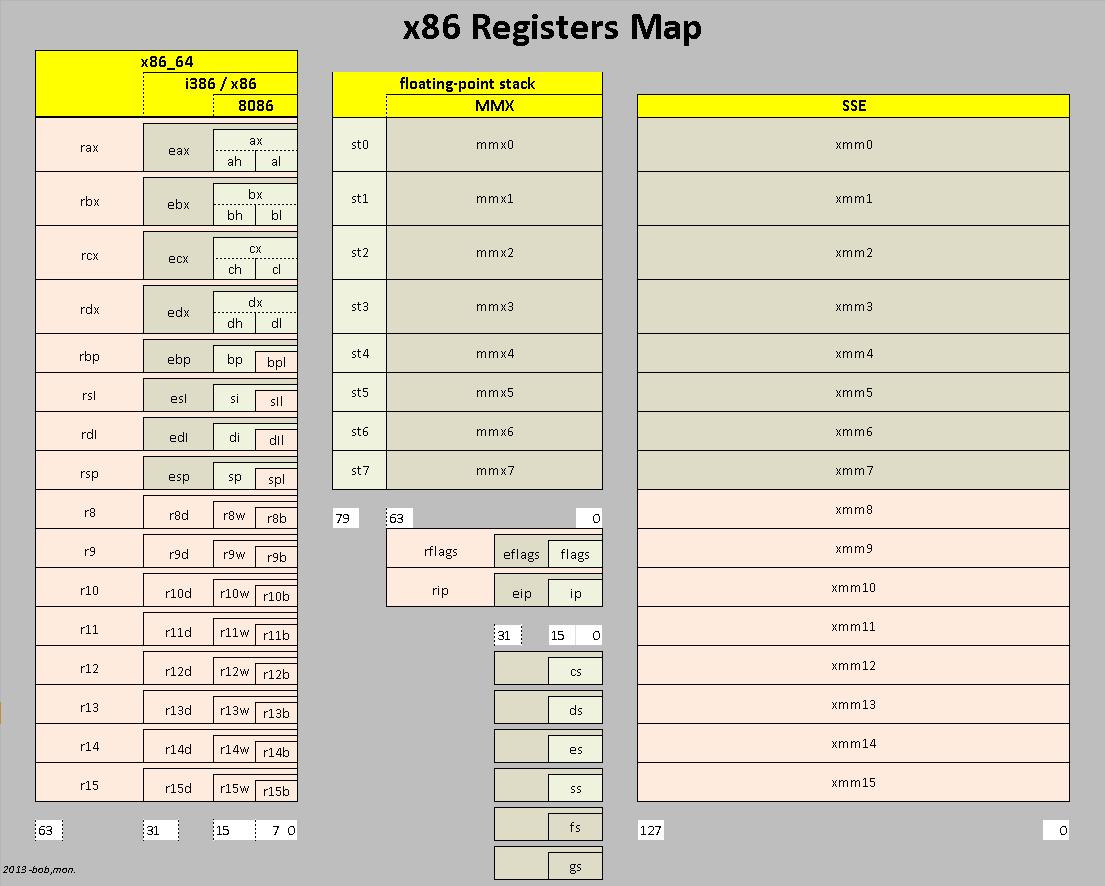 x86 Registers Map
x86_64
i386 / x86
8086
rax eax ax
ah al
rbx ebx bx
bh bl
rcx ecx cx
ch cl
rdx edx dx
dh dl
rbp ebp bp bpl
rsI esI si sIl
rdI edI di dIl
rsp esp sp spl
r8 r8d r8w r8b
r9 r9d r9w r9b
r10 r10d r10w r10b
r11 r11d r11w r11b
r12 r12d r12w r12b
r13 r13d r13w r13b
r14 r14d r14w r14b
r15 r15d r15w r15b
63 31 15 7 0
floating-point stack
MMX
st0 mmx0
st1 mmx1
st2 mmx2
st3 mmx3
st4 mmx4
st5 mmx5
st6 mmx6
st7 mmx7
79 63 0
rflags eflags flags
rip eip ip
31 15 0
cs
ds
es
ss
fs
gs
SSE
xmm0
xmm1
xmm2
xmm3
xmm4
xmm5
xmm6
xmm7
xmm8
xmm9
xmm10
xmm11
xmm12
xmm13
xmm14
xmm15
127 0
2013 -bob,mon.